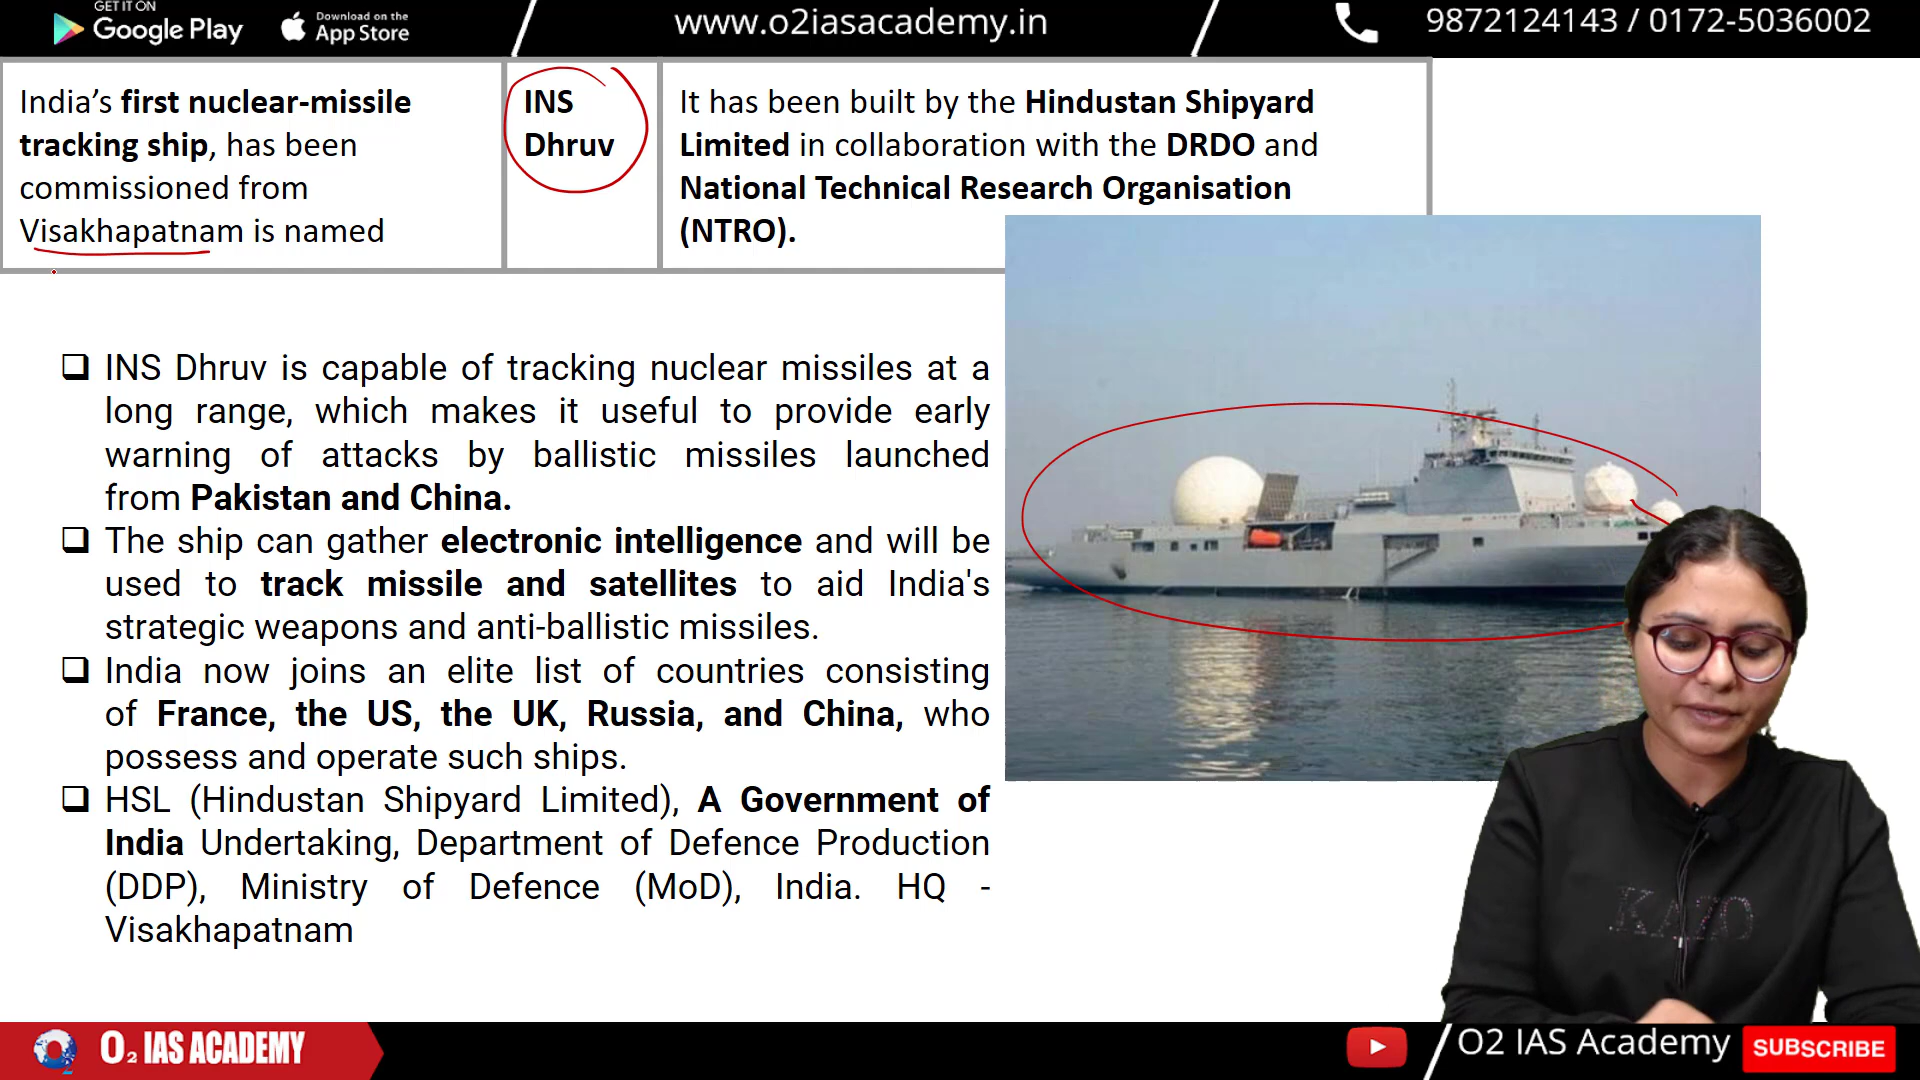 GET IT ON
Google Play
Download on the
App Store
www.o2iasacademy.in
9872124143 / 0172-5036002
India’s first nuclear-missile
tracking ship, has been
commissioned from
Visakhapatnam is named
INS
Dhruv
It has been built by the Hindustan Shipyard
Limited in collaboration with the DRDO and
National Technical Research Organisation
(NTRO).
❑ INS Dhruv is capable of tracking nuclear missiles at a
long range, which makes it useful to provide early
warning of attacks by ballistic missiles launched
from Pakistan and China.
❑ The ship can gather electronic intelligence and will be
used to track missile and satellites to aid India's
strategic weapons and anti-ballistic missiles.
❑ India now joins an elite list of countries consisting
of France, the US, the UK, Russia, and China, who
possess and operate such ships.
❑ HSL (Hindustan Shipyard Limited), A Government of
India Undertaking, Department of Defence Production
(DDP), Ministry of Defence (MoD), India. HQ -
Visakhapatnam
KAZO
O2 IAS ACADEMY
O2 IAS Academy
SUBSCRIBE